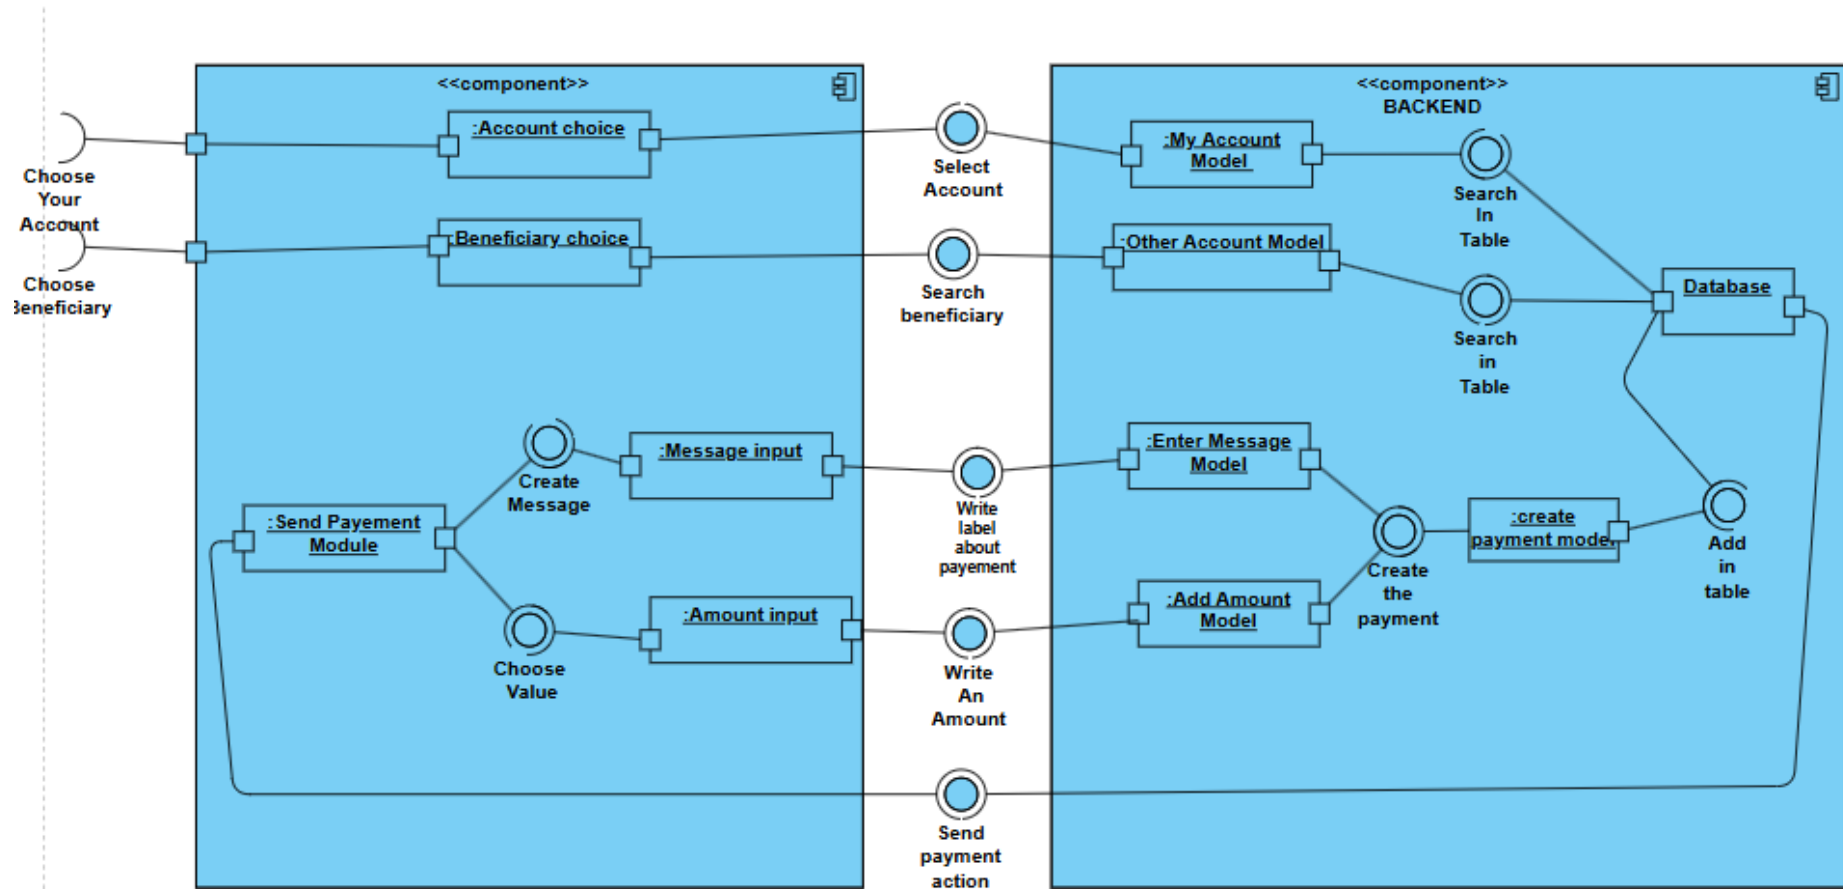 <<component>>
<<component>>
BACKEND
:Account choice
:My Account
Model
Choose
Your
Account
Select
Account
Search
In
Table
:Beneficiary choice
:Other Account Model
Choose
Beneficiary
Search
beneficiary
Database
Search
in
Table
:Message input
:Enter Message
Model
Create
Message
Write
label
about
payement
:Send Payement
Module
:create
payment model
Create
the
payment
Add
in
table
:Amount input
:Add Amount
Model
Choose
Value
Write
An
Amount
Send
payment
action